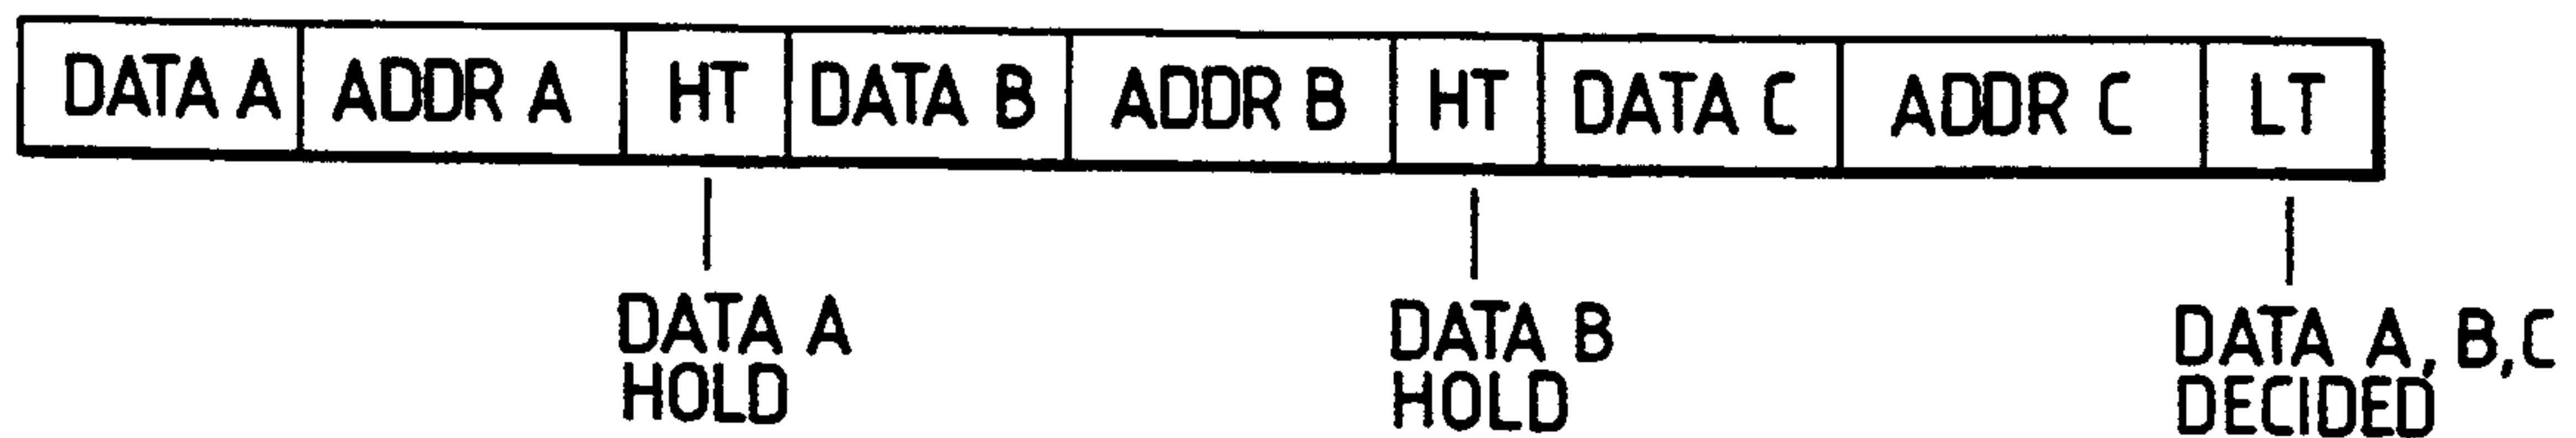 DATA A ADDR A HT DATA B ADDR B HT DATA C ADDR C LT
DATA A
HOLD
DATA B
HOLD
DATA A, B, C
DECIDED